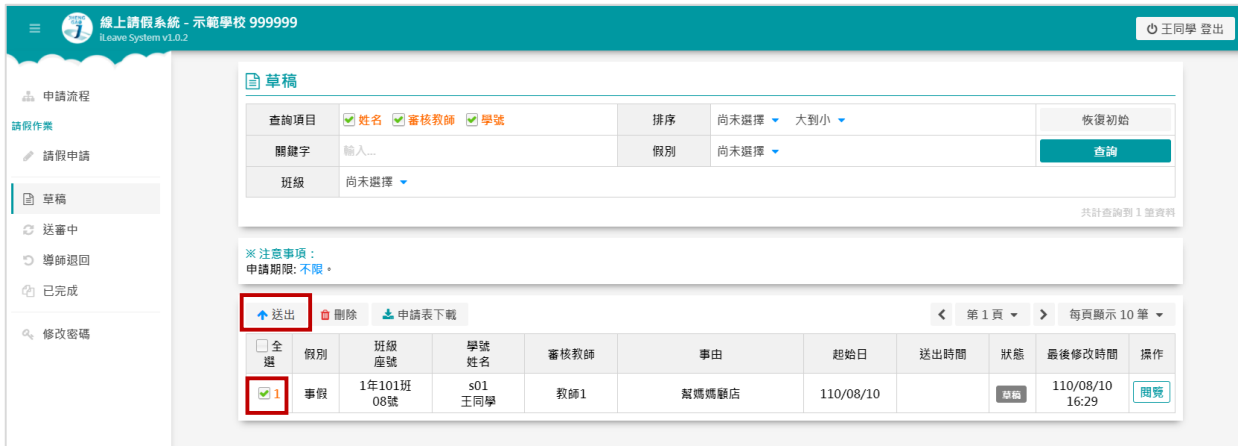 線上請假系統 - 示範學校 999999
iLeave System v1.0.2
王同學 登出
申請流程
請假作業
請假申請
草稿
送審中
導師退回
已完成
修改密碼
草稿
查詢項目 姓名 審核教師 學號 排序 尚未選擇 大到小 恢復初始
關鍵字 輸入... 假別 尚未選擇 查詢
班級 尚未選擇
共計查詢到 1 筆資料
※注意事項：
申請期限: 不限。
送出 刪除 申請表下載 第 1 頁 每頁顯示 10 筆
全選 假別 班級 座號 學號 姓名 審核教師 事由 起始日 送出時間 狀態 最後修改時間 操作
1 事假 1年101班 08號 s01 王同學 教師1 幫媽媽顧店 110/08/10 草稿 110/08/10 16:29 閱覽